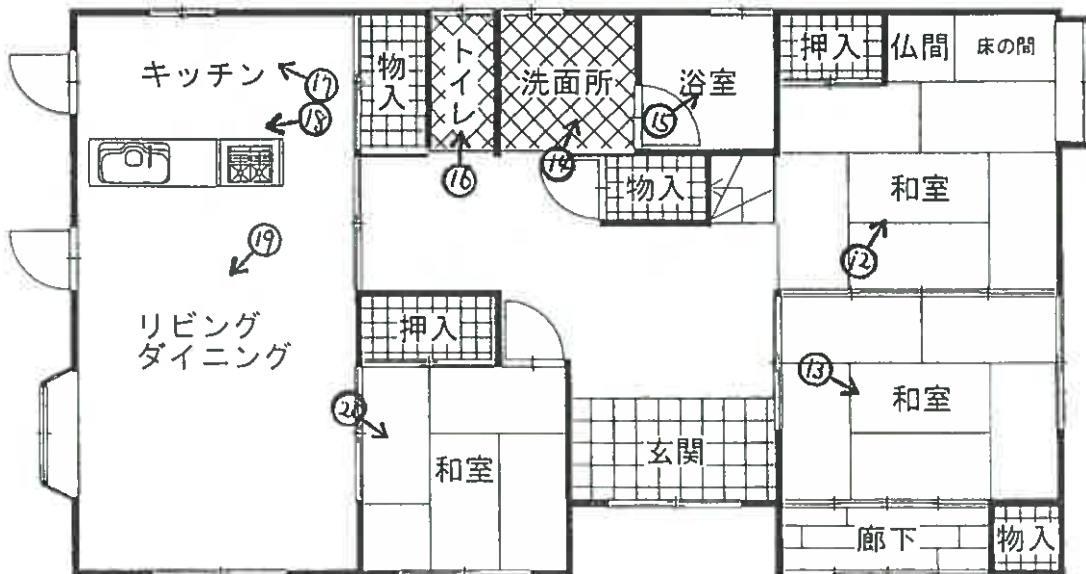 キッチン
⑰
⑱
物入
トイレ
⑯
洗面所
⑭
浴室
⑮
押入
仏間
床の間
物入
和室
⑫
⑲
リビング
ダイニング
押入
⑳
和室
玄関
⑬
和室
廊下
物入